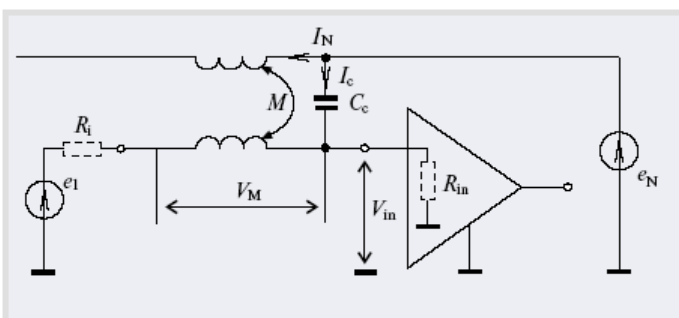 I_N
I_c
M
C_c
R_i
e_1
V_M
V_in
R_in
e_N